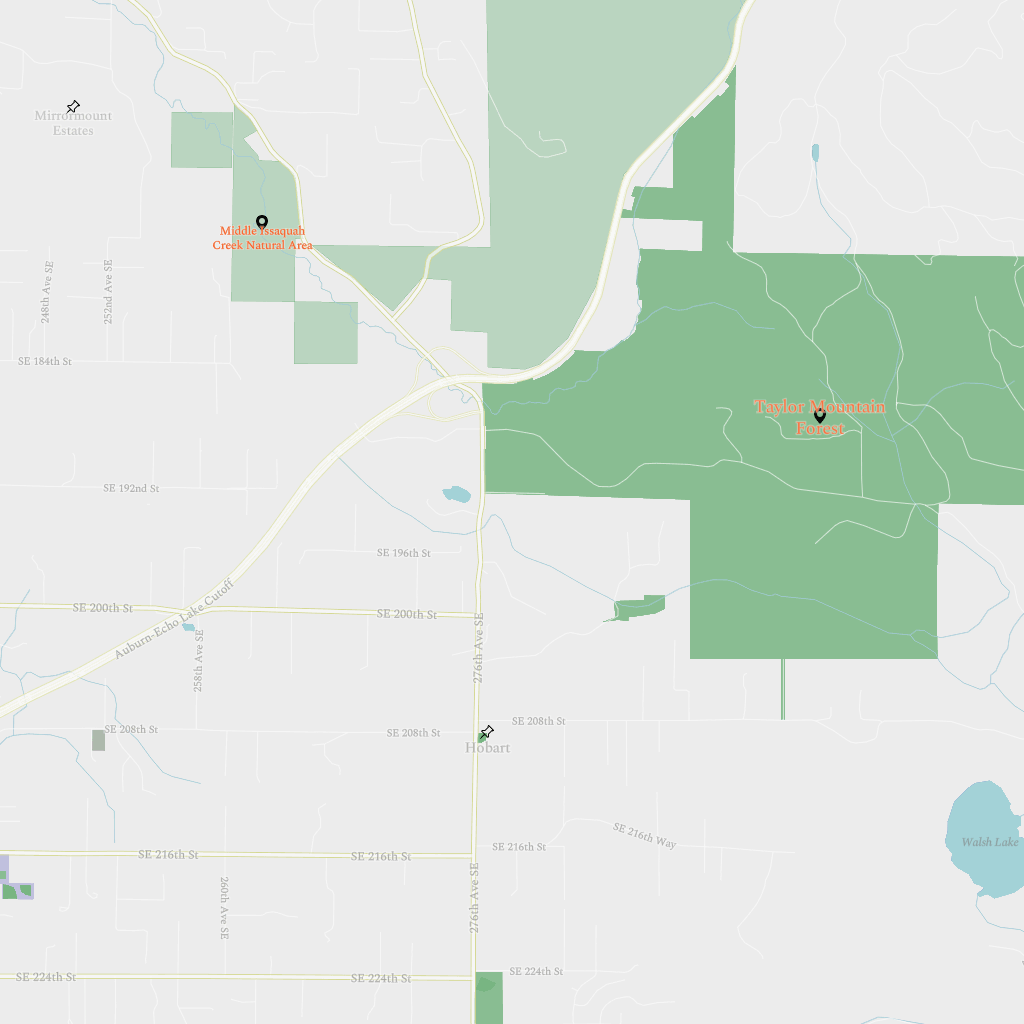 Mirrormount
Estates
Middle Issaquah
Creek Natural Area
248th Ave SE
252nd Ave SE
SE 184th St
Taylor Mountain
Forest
SE 192nd St
SE 196th St
SE 200th St
SE 200th St
Auburn-Echo Lake Cutoff
258th Ave SE
276th Ave SE
SE 208th St
SE 208th St
SE 208th St
Hobart
SE 216th Way
Walsh Lake
SE 216th St
SE 216th St
SE 216th St
260th Ave SE
276th Ave SE
SE 224th St
SE 224th St
SE 224th St